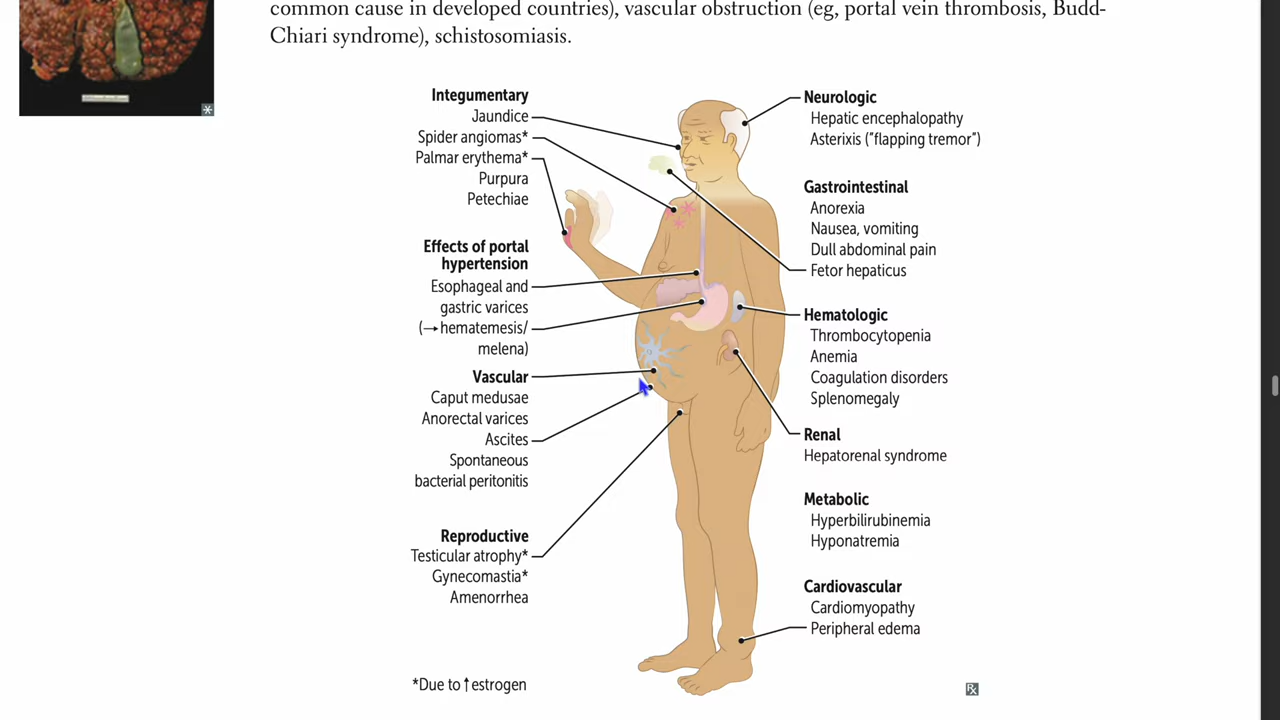 common cause in developed countries), vascular obstruction (eg, portal vein thrombosis, Budd-
Chiari syndrome), schistosomiasis.
Integumentary
Jaundice
Spider angiomas*
Palmar erythema*
Purpura
Petechiae
Effects of portal
hypertension
Esophageal and
gastric varices
(→hematemesis/
melena)
Vascular
Caput medusae
Anorectal varices
Ascites
Spontaneous
bacterial peritonitis
Reproductive
Testicular atrophy*
Gynecomastia*
Amenorrhea
*Due to ↑ estrogen
Neurologic
Hepatic encephalopathy
Asterixis ("flapping tremor")
Gastrointestinal
Anorexia
Nausea, vomiting
Dull abdominal pain
Fetor hepaticus
Hematologic
Thrombocytopenia
Anemia
Coagulation disorders
Splenomegaly
Renal
Hepatorenal syndrome
Metabolic
Hyperbilirubinemia
Hyponatremia
Cardiovascular
Cardiomyopathy
Peripheral edema
Rx